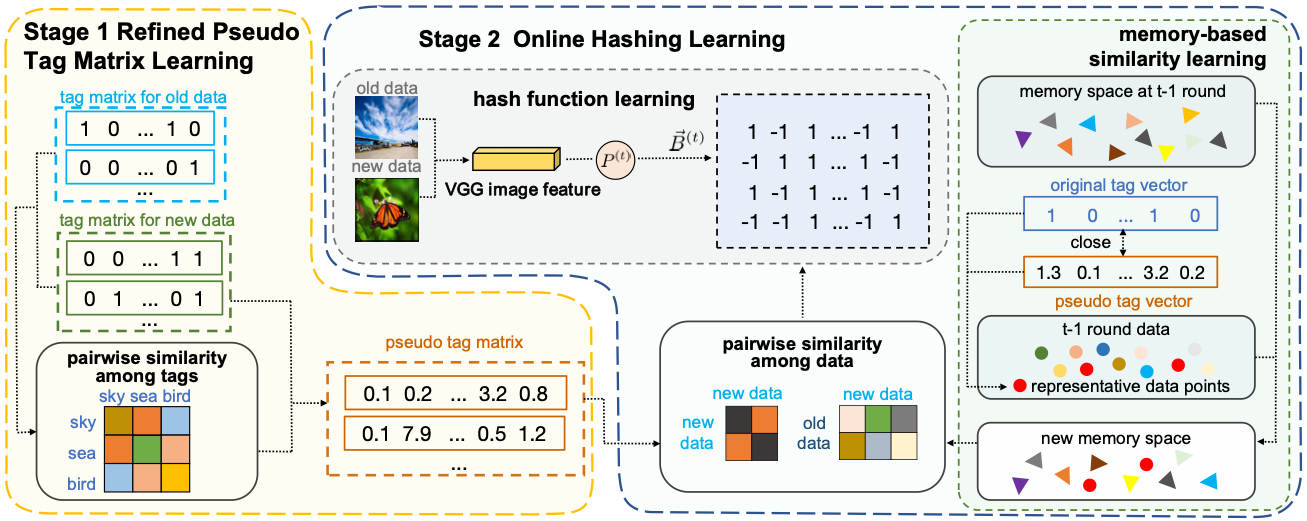 Stage 1 Refined Pseudo
Tag Matrix Learning
tag matrix for old data
1 0 ... 1 0
0 0 ... 0 1
...
tag matrix for new data
0 0 ... 1 1
0 1 ... 0 1
...
pairwise similarity
among tags
sky sea bird
sky
sea
bird
pseudo tag matrix
0.1 0.2 ... 3.2 0.8
0.1 7.9 ... 0.5 1.2
...
Stage 2 Online Hashing Learning
hash function learning
old data
new data
VGG image feature
P^(t)
B⃗^(t)
1 -1 1 ... -1 1
-1 1 1 ... 1 -1
1 -1 1 ... 1 -1
-1 -1 1 ... -1 1
pairwise similarity
among data
new data
new
data
new data
old
data
memory-based
similarity learning
memory space at t-1 round
original tag vector
1 0 ... 1 0
close
1.3 0.1 ... 3.2 0.2
pseudo tag vector
t-1 round data
representative data points
new memory space